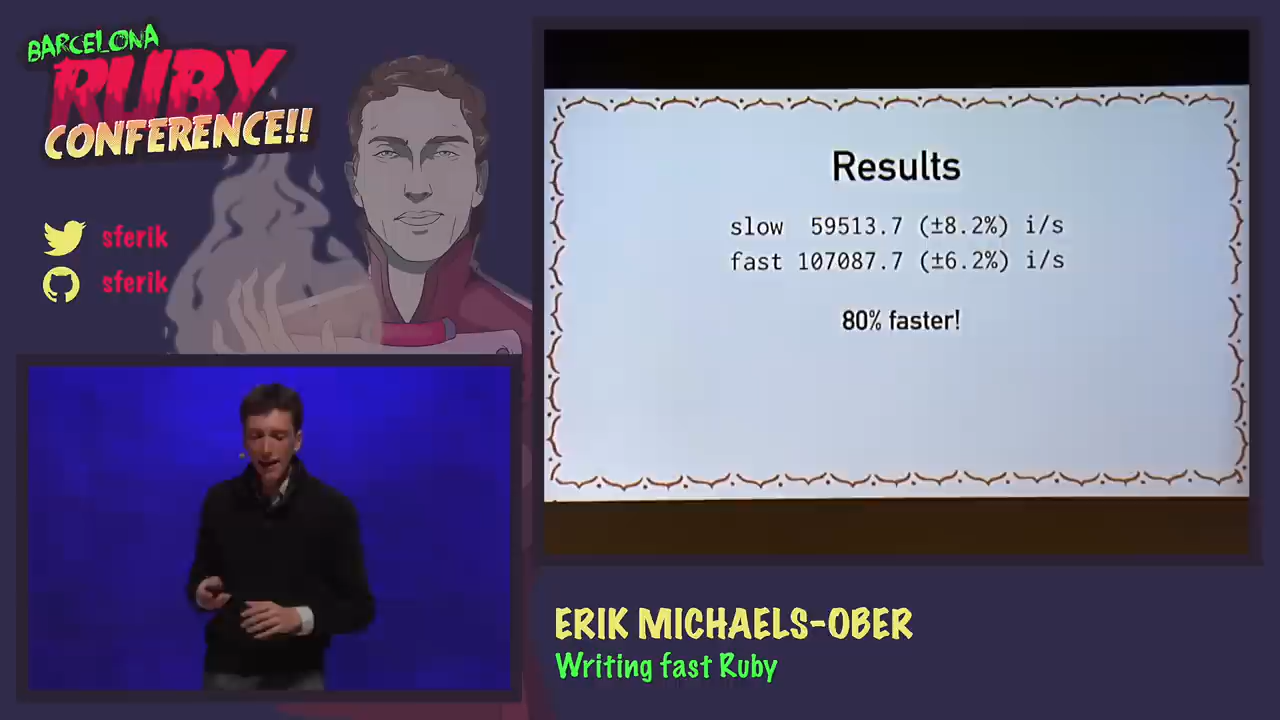 BARCELONA
RUBY
CONFERENCE!!
sferik
sferik
Results
slow 59513.7 (±8.2%) i/s
fast 107087.7 (±6.2%) i/s
80% faster!
ERIK MICHAELS-OBER
Writing fast Ruby